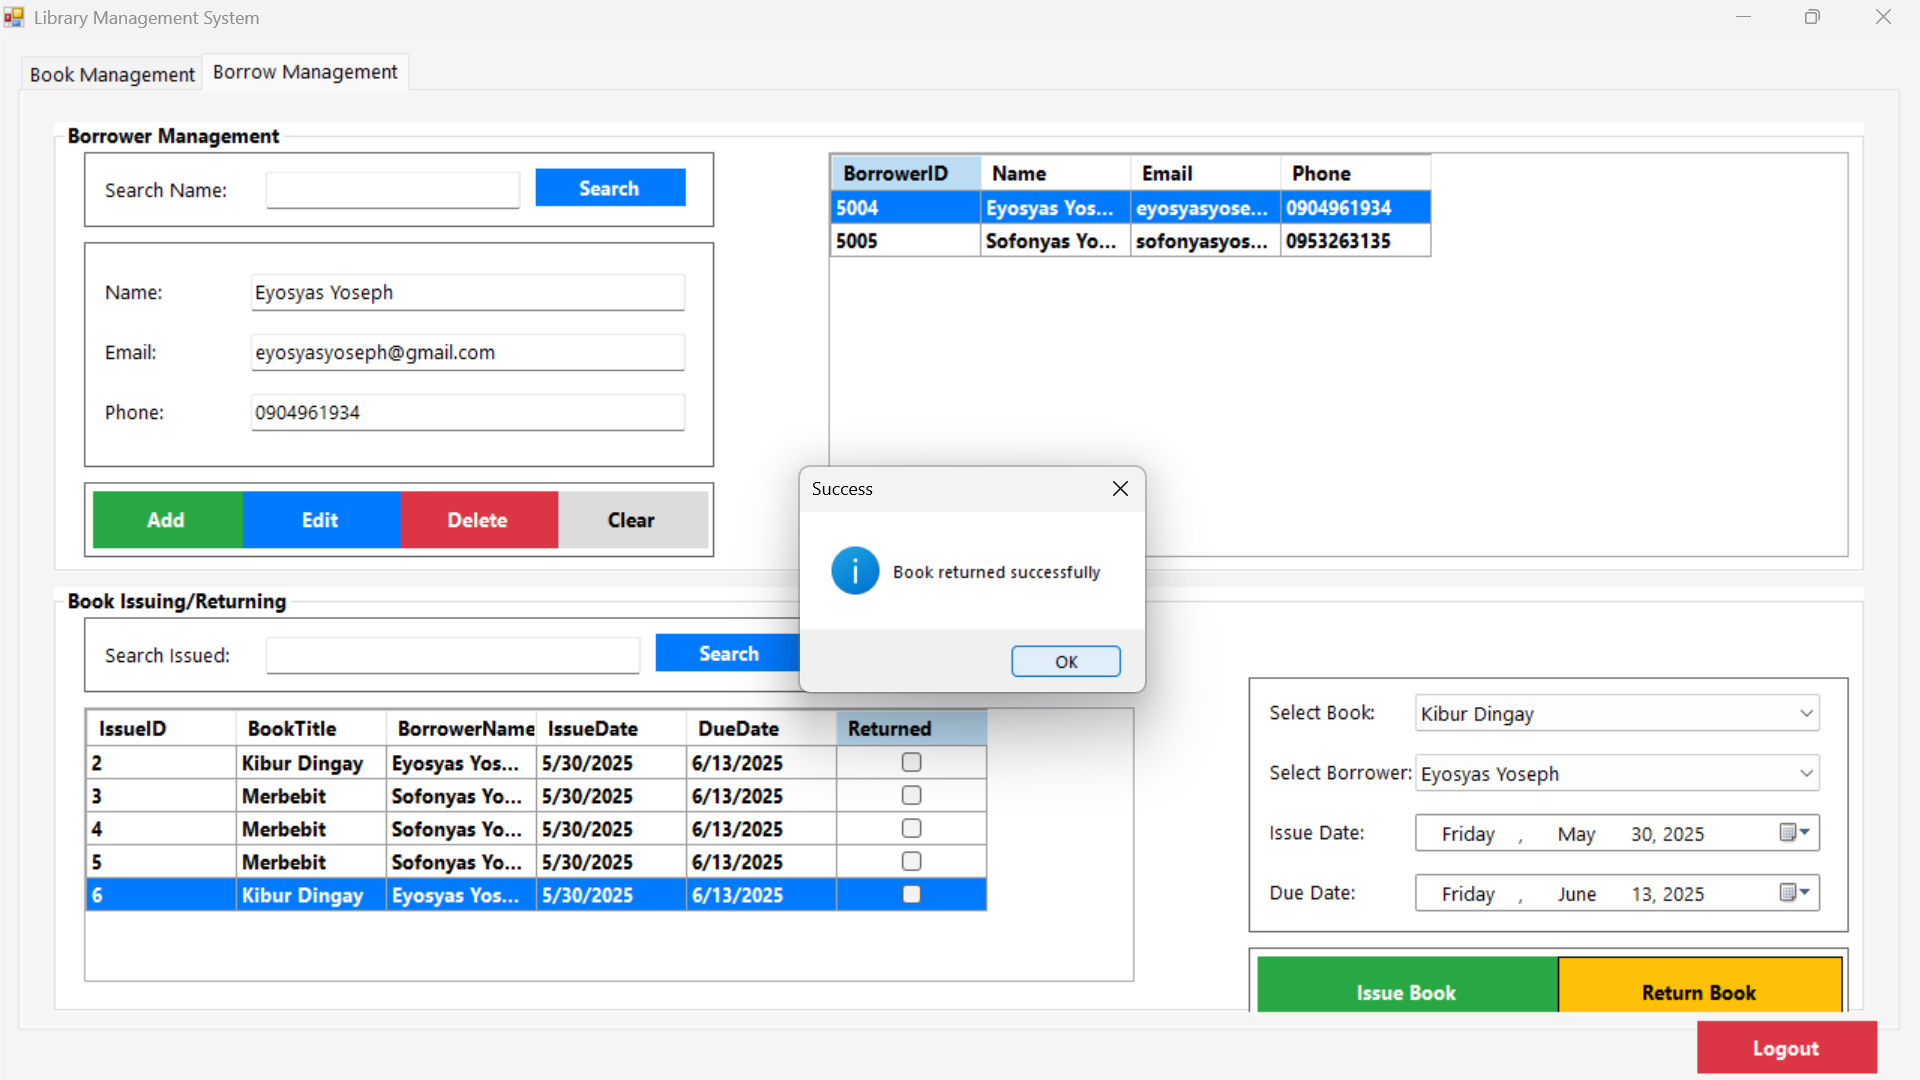 Library Management System
Book Management
Borrow Management
Borrower Management
Search Name:
Search
Name:
Eyosyas Yoseph
Email:
eyosyasyoseph@gmail.com
Phone:
0904961934
Add
Edit
Delete
Clear
BorrowerID Name Email Phone
5004 Eyosyas Yos... eyosyasyose... 0904961934
5005 Sofonyas Yo... sofonyasyos... 0953263135
Success
Book returned successfully
OK
Book Issuing/Returning
Search Issued:
Search
IssueID BookTitle BorrowerName IssueDate DueDate Returned
2 Kibur Dingay Eyosyas Yos... 5/30/2025 6/13/2025
3 Merbebit Sofonyas Yo... 5/30/2025 6/13/2025
4 Merbebit Sofonyas Yo... 5/30/2025 6/13/2025
5 Merbebit Sofonyas Yo... 5/30/2025 6/13/2025
6 Kibur Dingay Eyosyas Yos... 5/30/2025 6/13/2025
Select Book: Kibur Dingay
Select Borrower: Eyosyas Yoseph
Issue Date: Friday , May 30, 2025
Due Date: Friday , June 13, 2025
Issue Book
Return Book
Logout